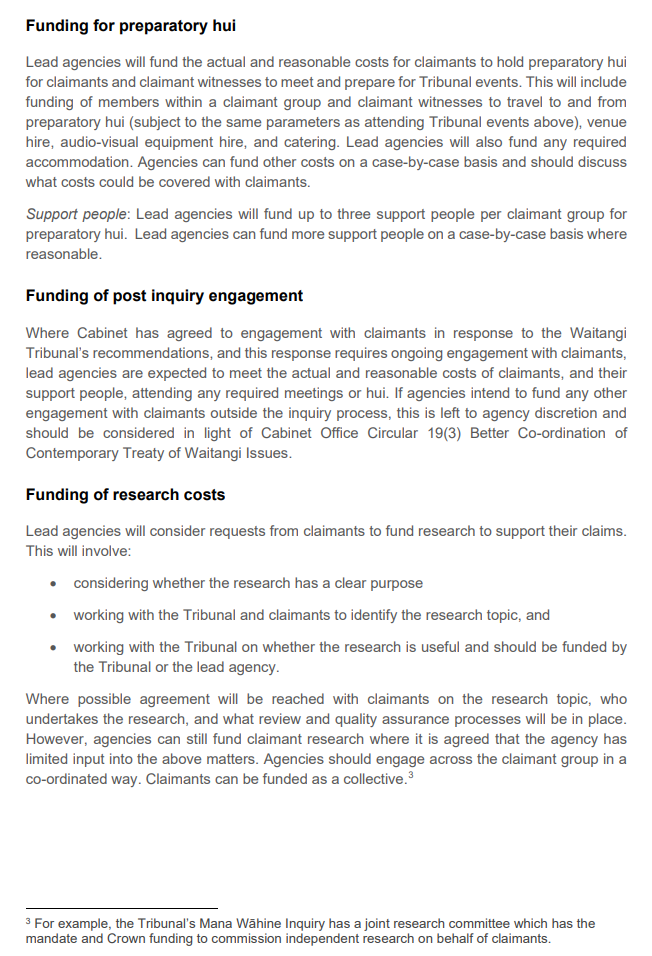 Funding for preparatory hui
Lead agencies will fund the actual and reasonable costs for claimants to hold preparatory hui
for claimants and claimant witnesses to meet and prepare for Tribunal events. This will include
funding of members within a claimant group and claimant witnesses to travel to and from
preparatory hui (subject to the same parameters as attending Tribunal events above), venue
hire, audio-visual equipment hire, and catering. Lead agencies will also fund any required
accommodation. Agencies can fund other costs on a case-by-case basis and should discuss
what costs could be covered with claimants.
Support people: Lead agencies will fund up to three support people per claimant group for
preparatory hui. Lead agencies can fund more support people on a case-by-case basis where
reasonable.
Funding of post inquiry engagement
Where Cabinet has agreed to engagement with claimants in response to the Waitangi
Tribunal's recommendations, and this response requires ongoing engagement with claimants,
lead agencies are expected to meet the actual and reasonable costs of claimants, and their
support people, attending any required meetings or hui. If agencies intend to fund any other
engagement with claimants outside the inquiry process, this is left to agency discretion and
should be considered in light of Cabinet Office Circular 19(3) Better Co-ordination of
Contemporary Treaty of Waitangi Issues.
Funding of research costs
Lead agencies will consider requests from claimants to fund research to support their claims.
This will involve:
• considering whether the research has a clear purpose
• working with the Tribunal and claimants to identify the research topic, and
• working with the Tribunal on whether the research is useful and should be funded by
the Tribunal or the lead agency.
Where possible agreement will be reached with claimants on the research topic, who
undertakes the research, and what review and quality assurance processes will be in place.
However, agencies can still fund claimant research where it is agreed that the agency has
limited input into the above matters. Agencies should engage across the claimant group in a
co-ordinated way. Claimants can be funded as a collective.³
³ For example, the Tribunal's Mana Wāhine Inquiry has a joint research committee which has the
mandate and Crown funding to commission independent research on behalf of claimants.